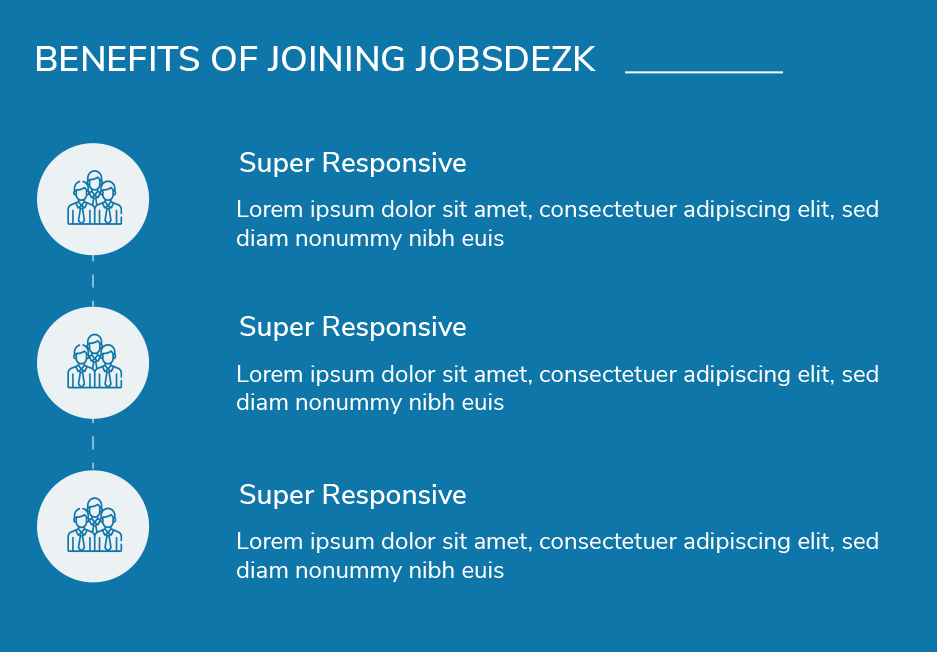 BENEFITS OF JOINING JOBSDEZK
Super Responsive
Lorem ipsum dolor sit amet, consectetuer adipiscing elit, sed
diam nonummy nibh euis
Super Responsive
Lorem ipsum dolor sit amet, consectetuer adipiscing elit, sed
diam nonummy nibh euis
Super Responsive
Lorem ipsum dolor sit amet, consectetuer adipiscing elit, sed
diam nonummy nibh euis